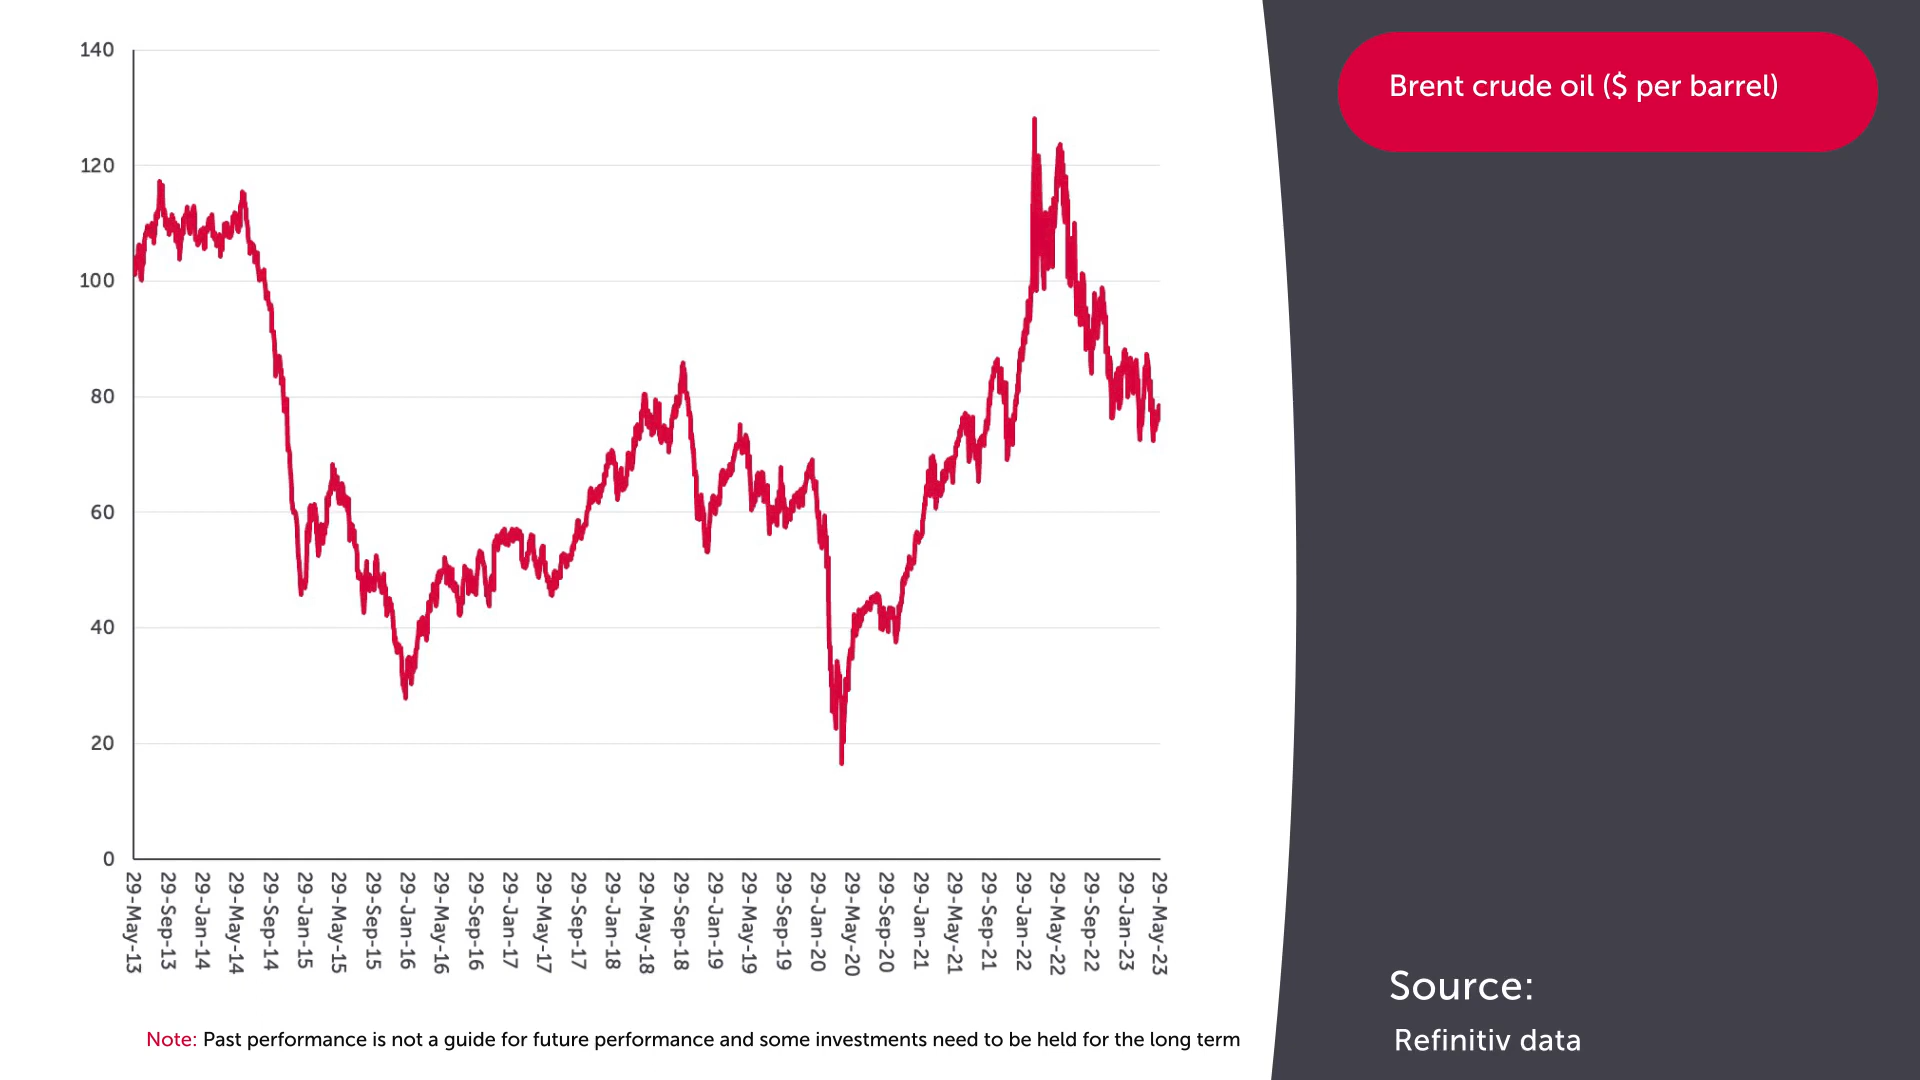 Brent crude oil ($ per barrel)
140
120
100
80
60
40
20
0
29-May-13
29-Sep-13
29-Jan-14
29-May-14
29-Sep-14
29-Jan-15
29-May-15
29-Sep-15
29-Jan-16
29-May-16
29-Sep-16
29-Jan-17
29-May-17
29-Sep-17
29-Jan-18
29-May-18
29-Sep-18
29-Jan-19
29-May-19
29-Sep-19
29-Jan-20
29-May-20
29-Sep-20
29-Jan-21
29-May-21
29-Sep-21
29-Jan-22
29-May-22
29-Sep-22
29-Jan-23
29-May-23
Note: Past performance is not a guide for future performance and some investments need to be held for the long term
Source:
Refinitiv data